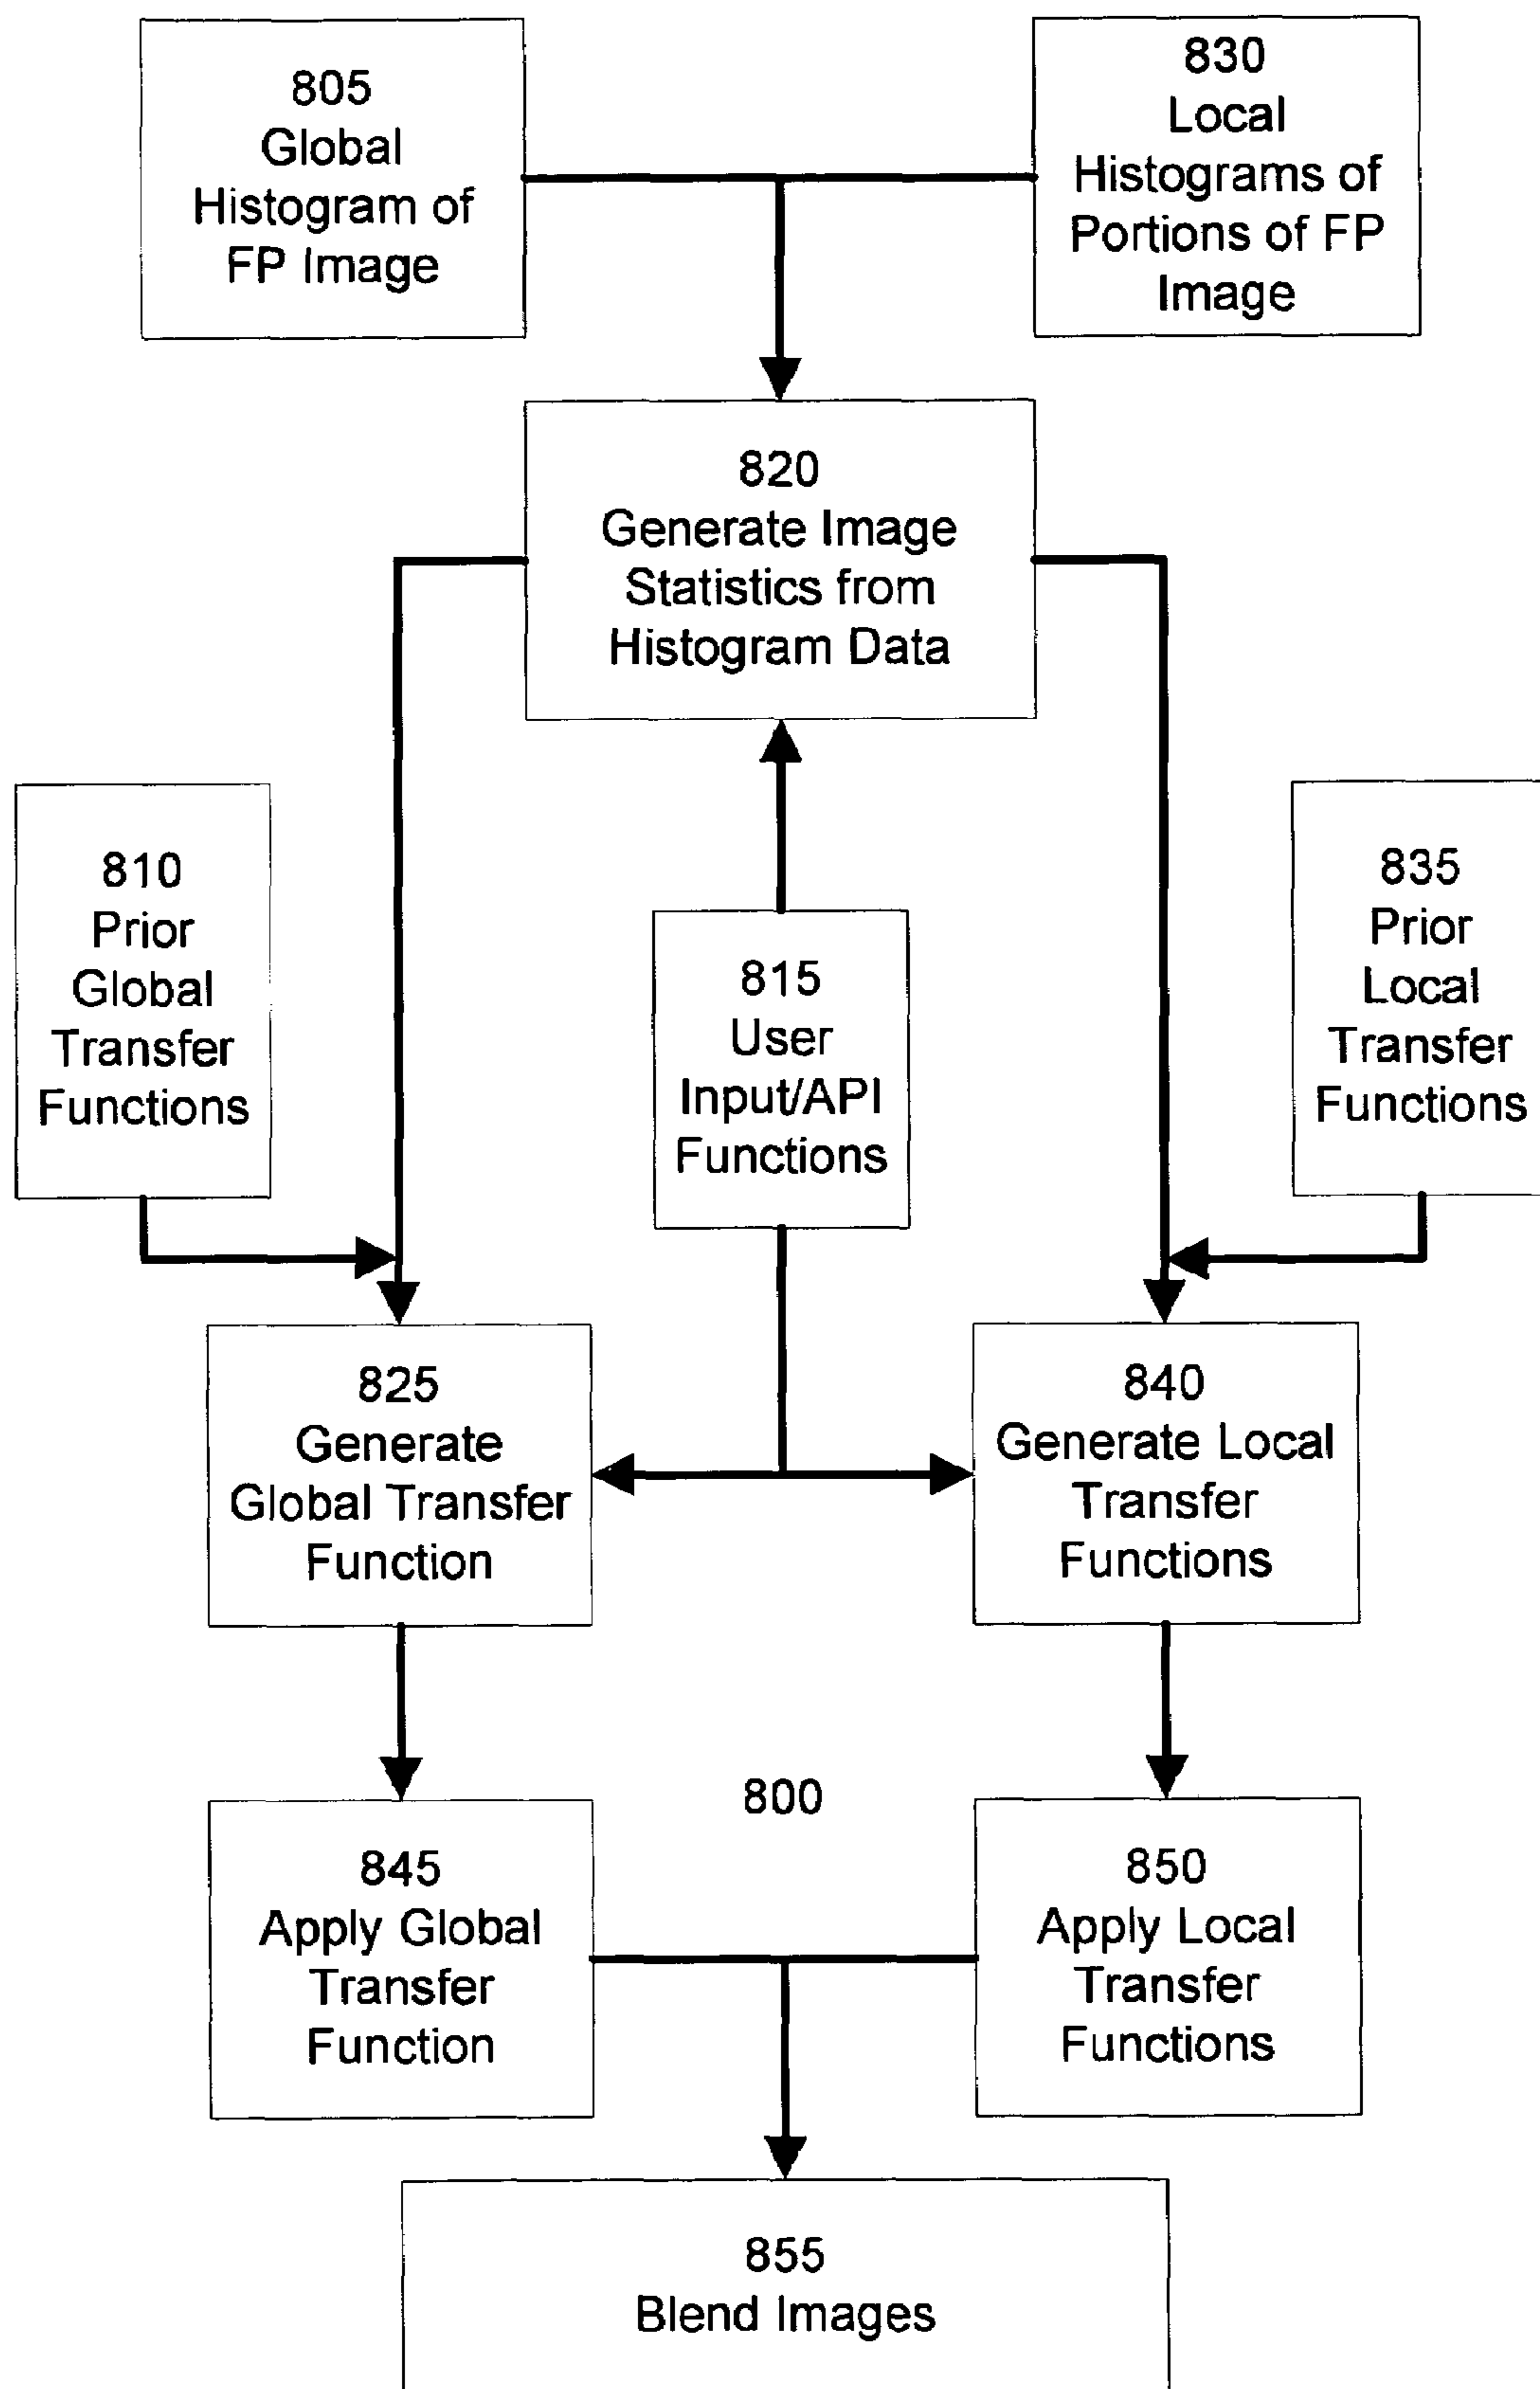 805
Global
Histogram of
FP Image
830
Local
Histograms of
Portions of FP
Image
820
Generate Image
Statistics from
Histogram Data
810
Prior
Global
Transfer
Functions
815
User
Input/API
Functions
835
Prior
Local
Transfer
Functions
825
Generate
Global Transfer
Function
840
Generate Local
Transfer
Functions
800
845
Apply Global
Transfer
Function
850
Apply Local
Transfer
Functions
855
Blend Images